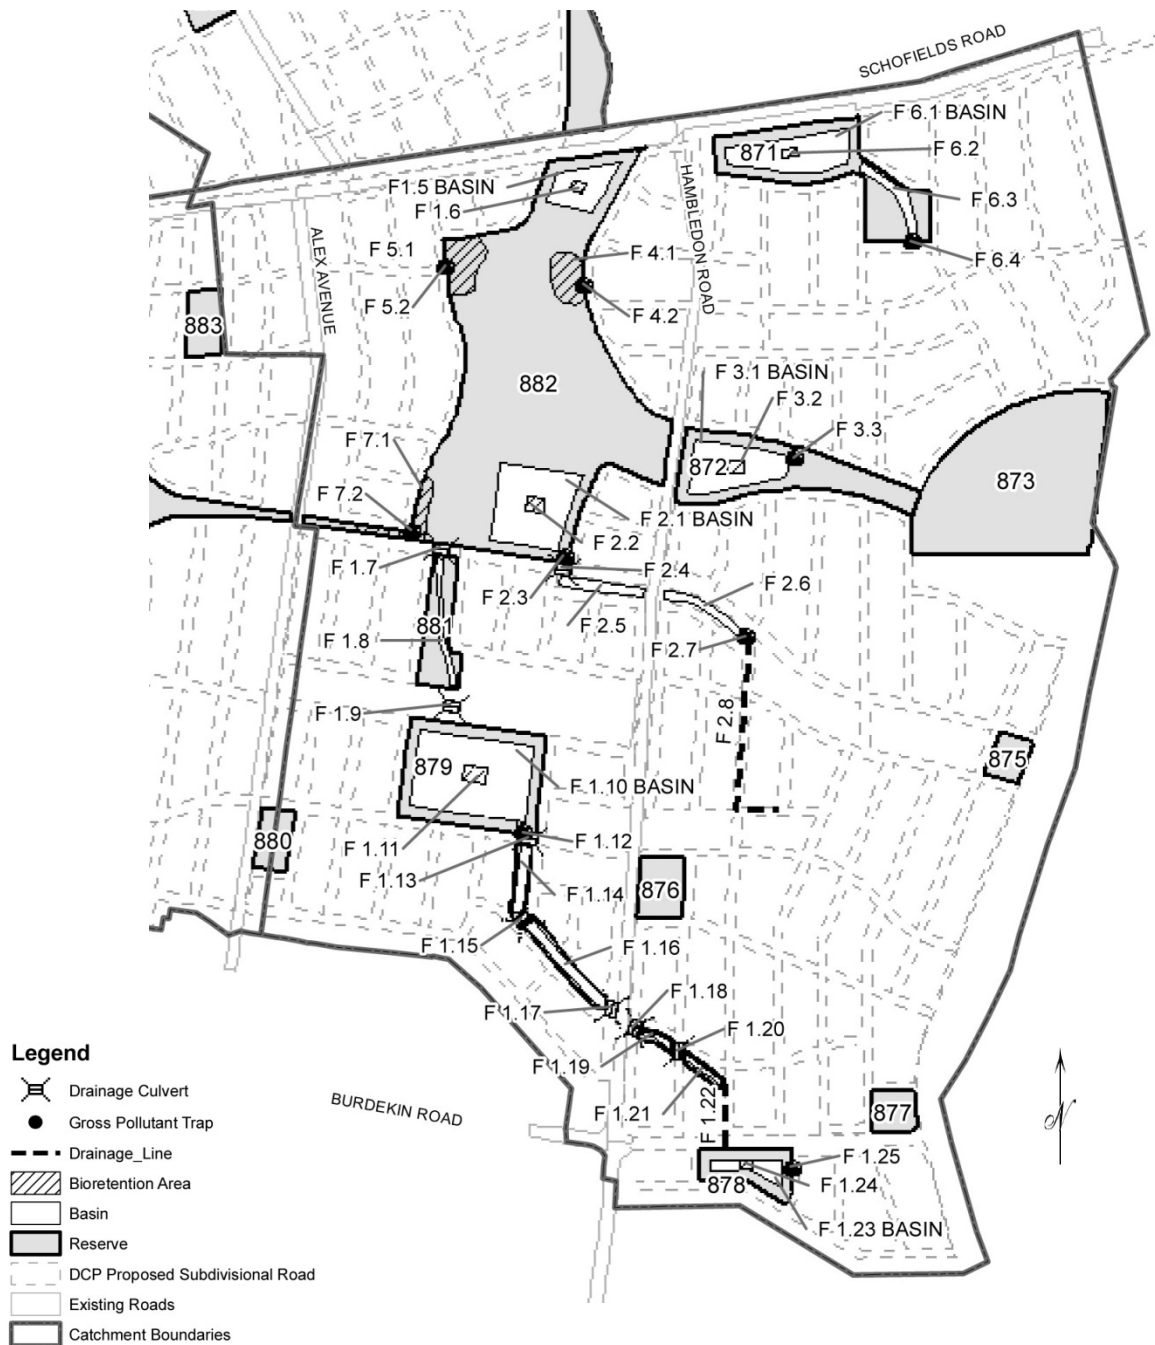 SCHOFIELDS ROAD
F 6.1 BASIN
871
F 6.2
F1.5 BASIN
F 1.6
HAMBLEDON ROAD
F 6.3
ALEX AVENUE
F 5.1
F 4.1
F 6.4
F 5.2
F 4.2
883
882
F 3.1 BASIN
F 3.2
F 7.1
F 3.3
872
873
F 7.2
F 2.1 BASIN
F 2.2
F 1.7
F 2.4
F 2.3
F 2.6
F 2.5
881
F 1.8
F 2.7
F 1.9
F 2.8
875
879
F 1.10 BASIN
880
F 1.11
F 1.12
F 1.13
F 1.14
876
F 1.15
F 1.16
F 1.17
F 1.18
F 1.20
F 1.19
F 1.21
F 1.22
877
BURDEKIN ROAD
F 1.25
878
F 1.24
F 1.23 BASIN
N
Legend
Drainage Culvert
Gross Pollutant Trap
Drainage_Line
Bioretention Area
Basin
Reserve
DCP Proposed Subdivisional Road
Existing Roads
Catchment Boundaries